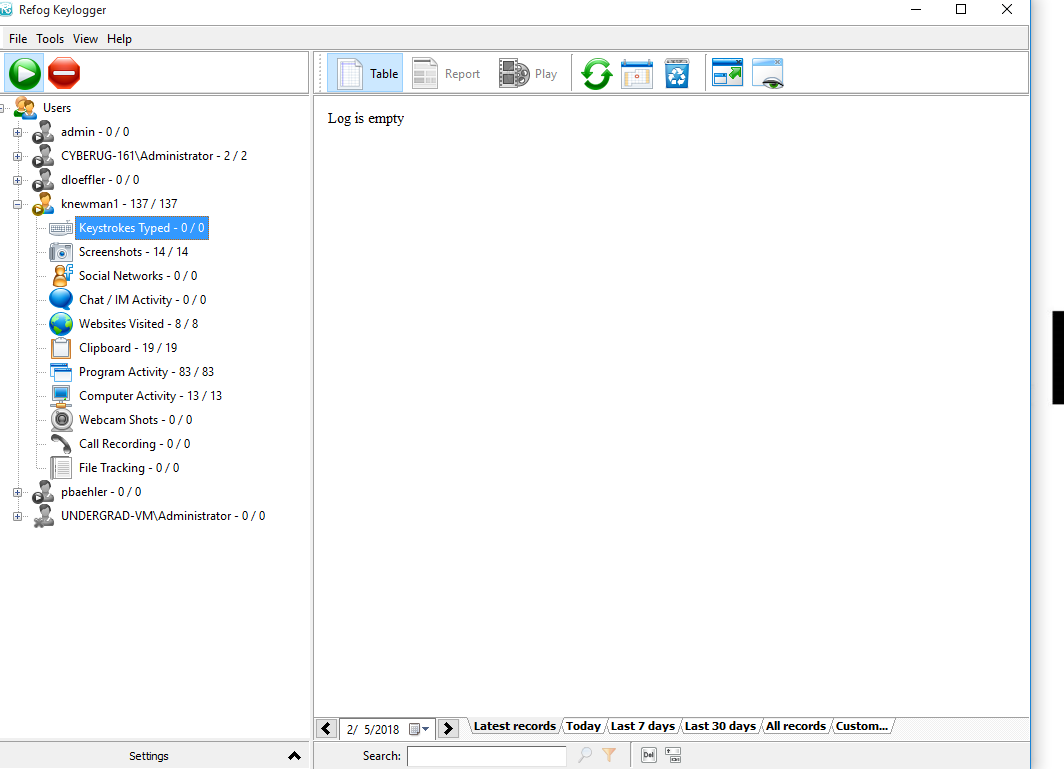 Refog Keylogger
File Tools View Help
Table Report Play
Users
admin - 0 / 0
CYBERUG-161\Administrator - 2 / 2
dloeffler - 0 / 0
knewman1 - 137 / 137
Keystrokes Typed - 0 / 0
Screenshots - 14 / 14
Social Networks - 0 / 0
Chat / IM Activity - 0 / 0
Websites Visited - 8 / 8
Clipboard - 19 / 19
Program Activity - 83 / 83
Computer Activity - 13 / 13
Webcam Shots - 0 / 0
Call Recording - 0 / 0
File Tracking - 0 / 0
pbaehler - 0 / 0
UNDERGRAD-VM\Administrator - 0 / 0
Log is empty
2/ 5/2018 Latest records Today Last 7 days Last 30 days All records Custom...
Settings
Search:
Del